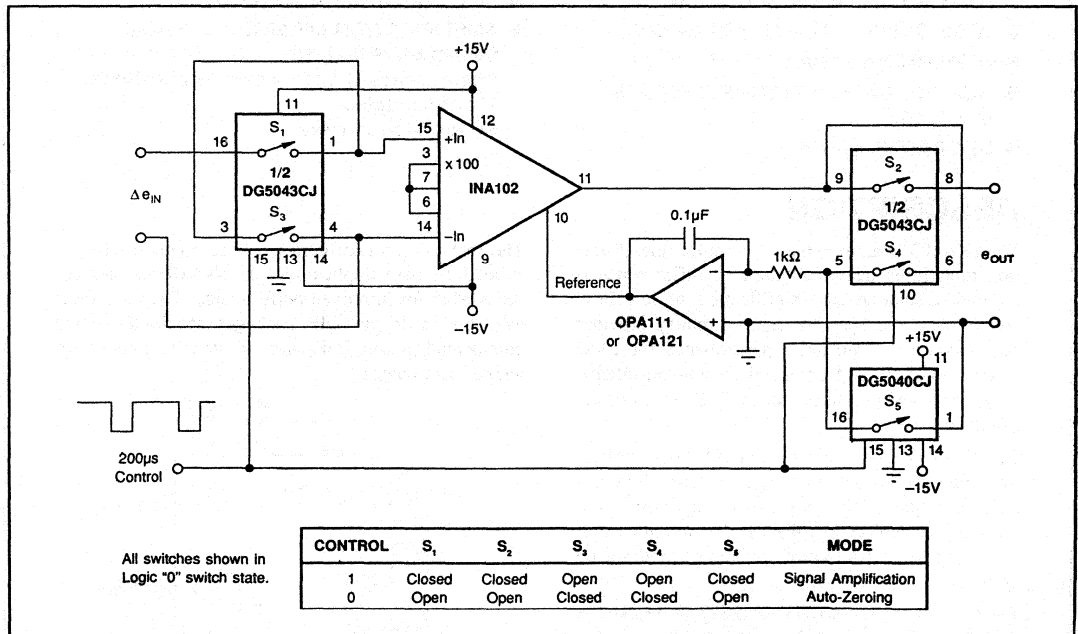 +15V
11
S₁
16
1
1/2
DG5043CJ
S₃
3
4
15
13
14
Δe_IN
12
15
+In
3
x 100
7
INA102
6
14
–In
9
–15V
11
10
Reference
0.1µF
–
+
OPA111
or OPA121
1kΩ
9
S₂
8
1/2
DG5043CJ
S₄
5
6
10
e_OUT
+15V
11
DG5040CJ
S₅
16
1
15
13
14
–15V
200µs
Control
All switches shown in
Logic "0" switch state.
CONTROL S₁ S₂ S₃ S₄ S₅ MODE
1 Closed Closed Open Open Closed Signal Amplification
0 Open Open Closed Closed Open Auto-Zeroing